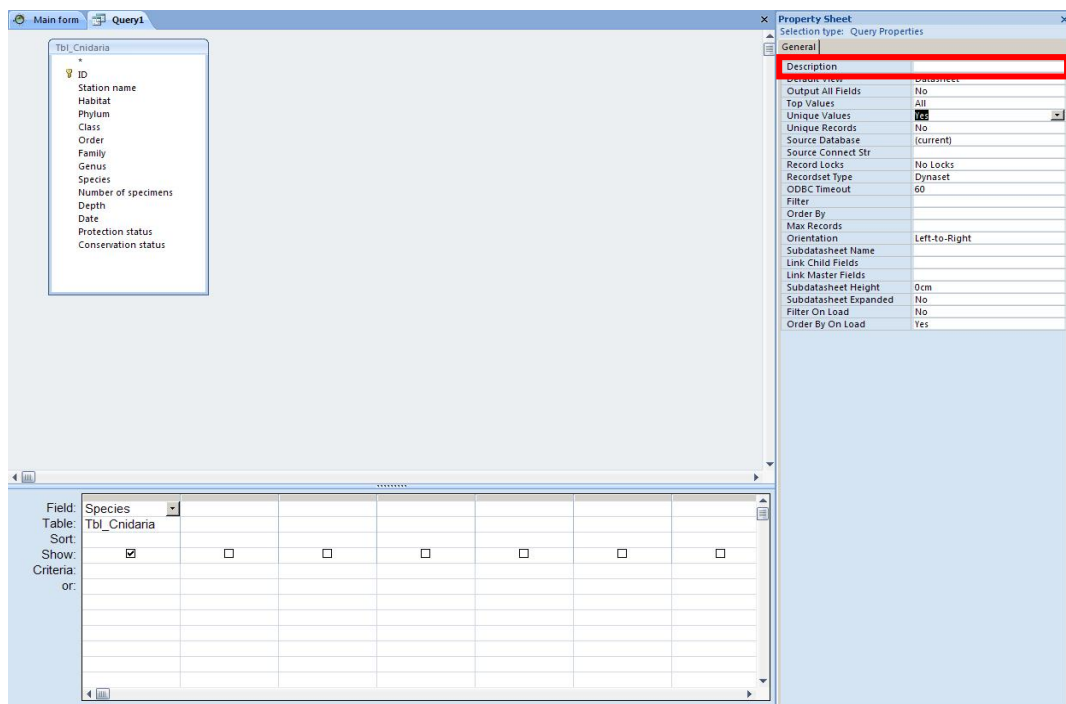 Main form
Query1
Tbl_Cnidaria
*
ID
Station name
Habitat
Phylum
Class
Order
Family
Genus
Species
Number of specimens
Depth
Date
Protection status
Conservation status
Field: Species
Table: Tbl_Cnidaria
Sort:
Show:
Criteria:
or:
Property Sheet
Selection type: Query Properties
General
Description
Default View Datasheet
Output All Fields No
Top Values All
Unique Values Yes
Unique Records No
Source Database (current)
Source Connect Str
Record Locks No Locks
Recordset Type Dynaset
ODBC Timeout 60
Filter
Order By
Max Records
Orientation Left-to-Right
Subdatasheet Name
Link Child Fields
Link Master Fields
Subdatasheet Height 0cm
Subdatasheet Expanded No
Filter On Load No
Order By On Load Yes